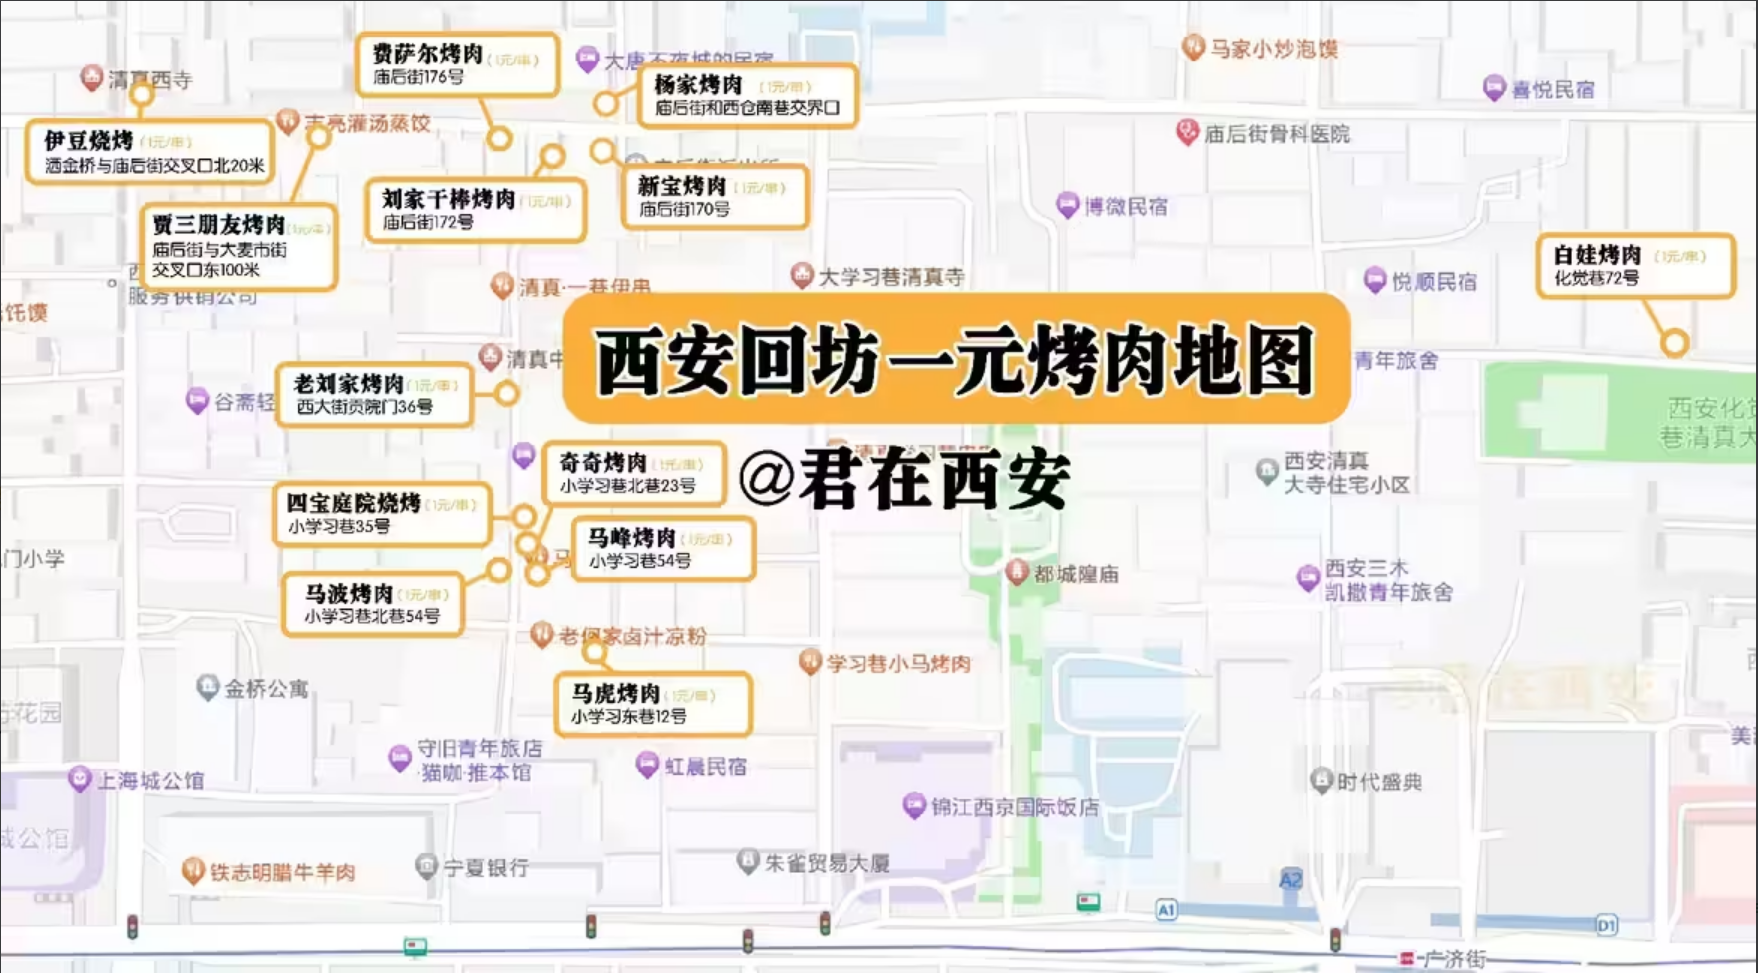 费萨尔烤肉(1元/串)
庙后街176号
大唐不夜城的民宿
马家小炒泡馍
清真西寺
杨家烤肉 (1元/串)
庙后街和西仓南巷交界口
喜悦民宿
伊豆烧烤(1元/串)
洒金桥与庙后街交叉口北20米
志亮灌汤蒸饺
庙后街骨科医院
刘家干棒烤肉(1元/串)
庙后街172号
新宝烤肉(1元/串)
庙后街170号
博微民宿
贾三朋友烤肉(1元/串)
庙后街与大麦市街
交叉口东100米
服务供销公司
清真·一巷伊串
大学习巷清真寺
悦顺民宿
白娃烤肉 (1元/串)
化觉巷72号
饦馍
西安回坊一元烤肉地图
清真中
青年旅舍
老刘家烤肉(1元/串)
西大街贡院门36号
谷斋轻
西安化
巷清真大
@君在西安
奇奇烤肉(1元/串)
小学习巷北巷23号
西安清真
大寺住宅小区
四宝庭院烧烤(1元/串)
小学习巷35号
马峰烤肉(1元/串)
小学习巷54号
马
门小学
都城隍庙
西安三木
凯撒青年旅舍
马波烤肉(1元/串)
小学习巷北巷54号
老何家卤汁凉粉
学习巷小马烤肉
金桥公寓
马虎烤肉(1元/串)
小学习东巷12号
花园
美
守旧青年旅店
·猫咖·推本馆
虹晨民宿
上海城公馆
锦江西京国际饭店
时代盛典
城公馆
铁志明腊牛羊肉
宁夏银行
朱雀贸易大厦
A2
A1
D1
广济街